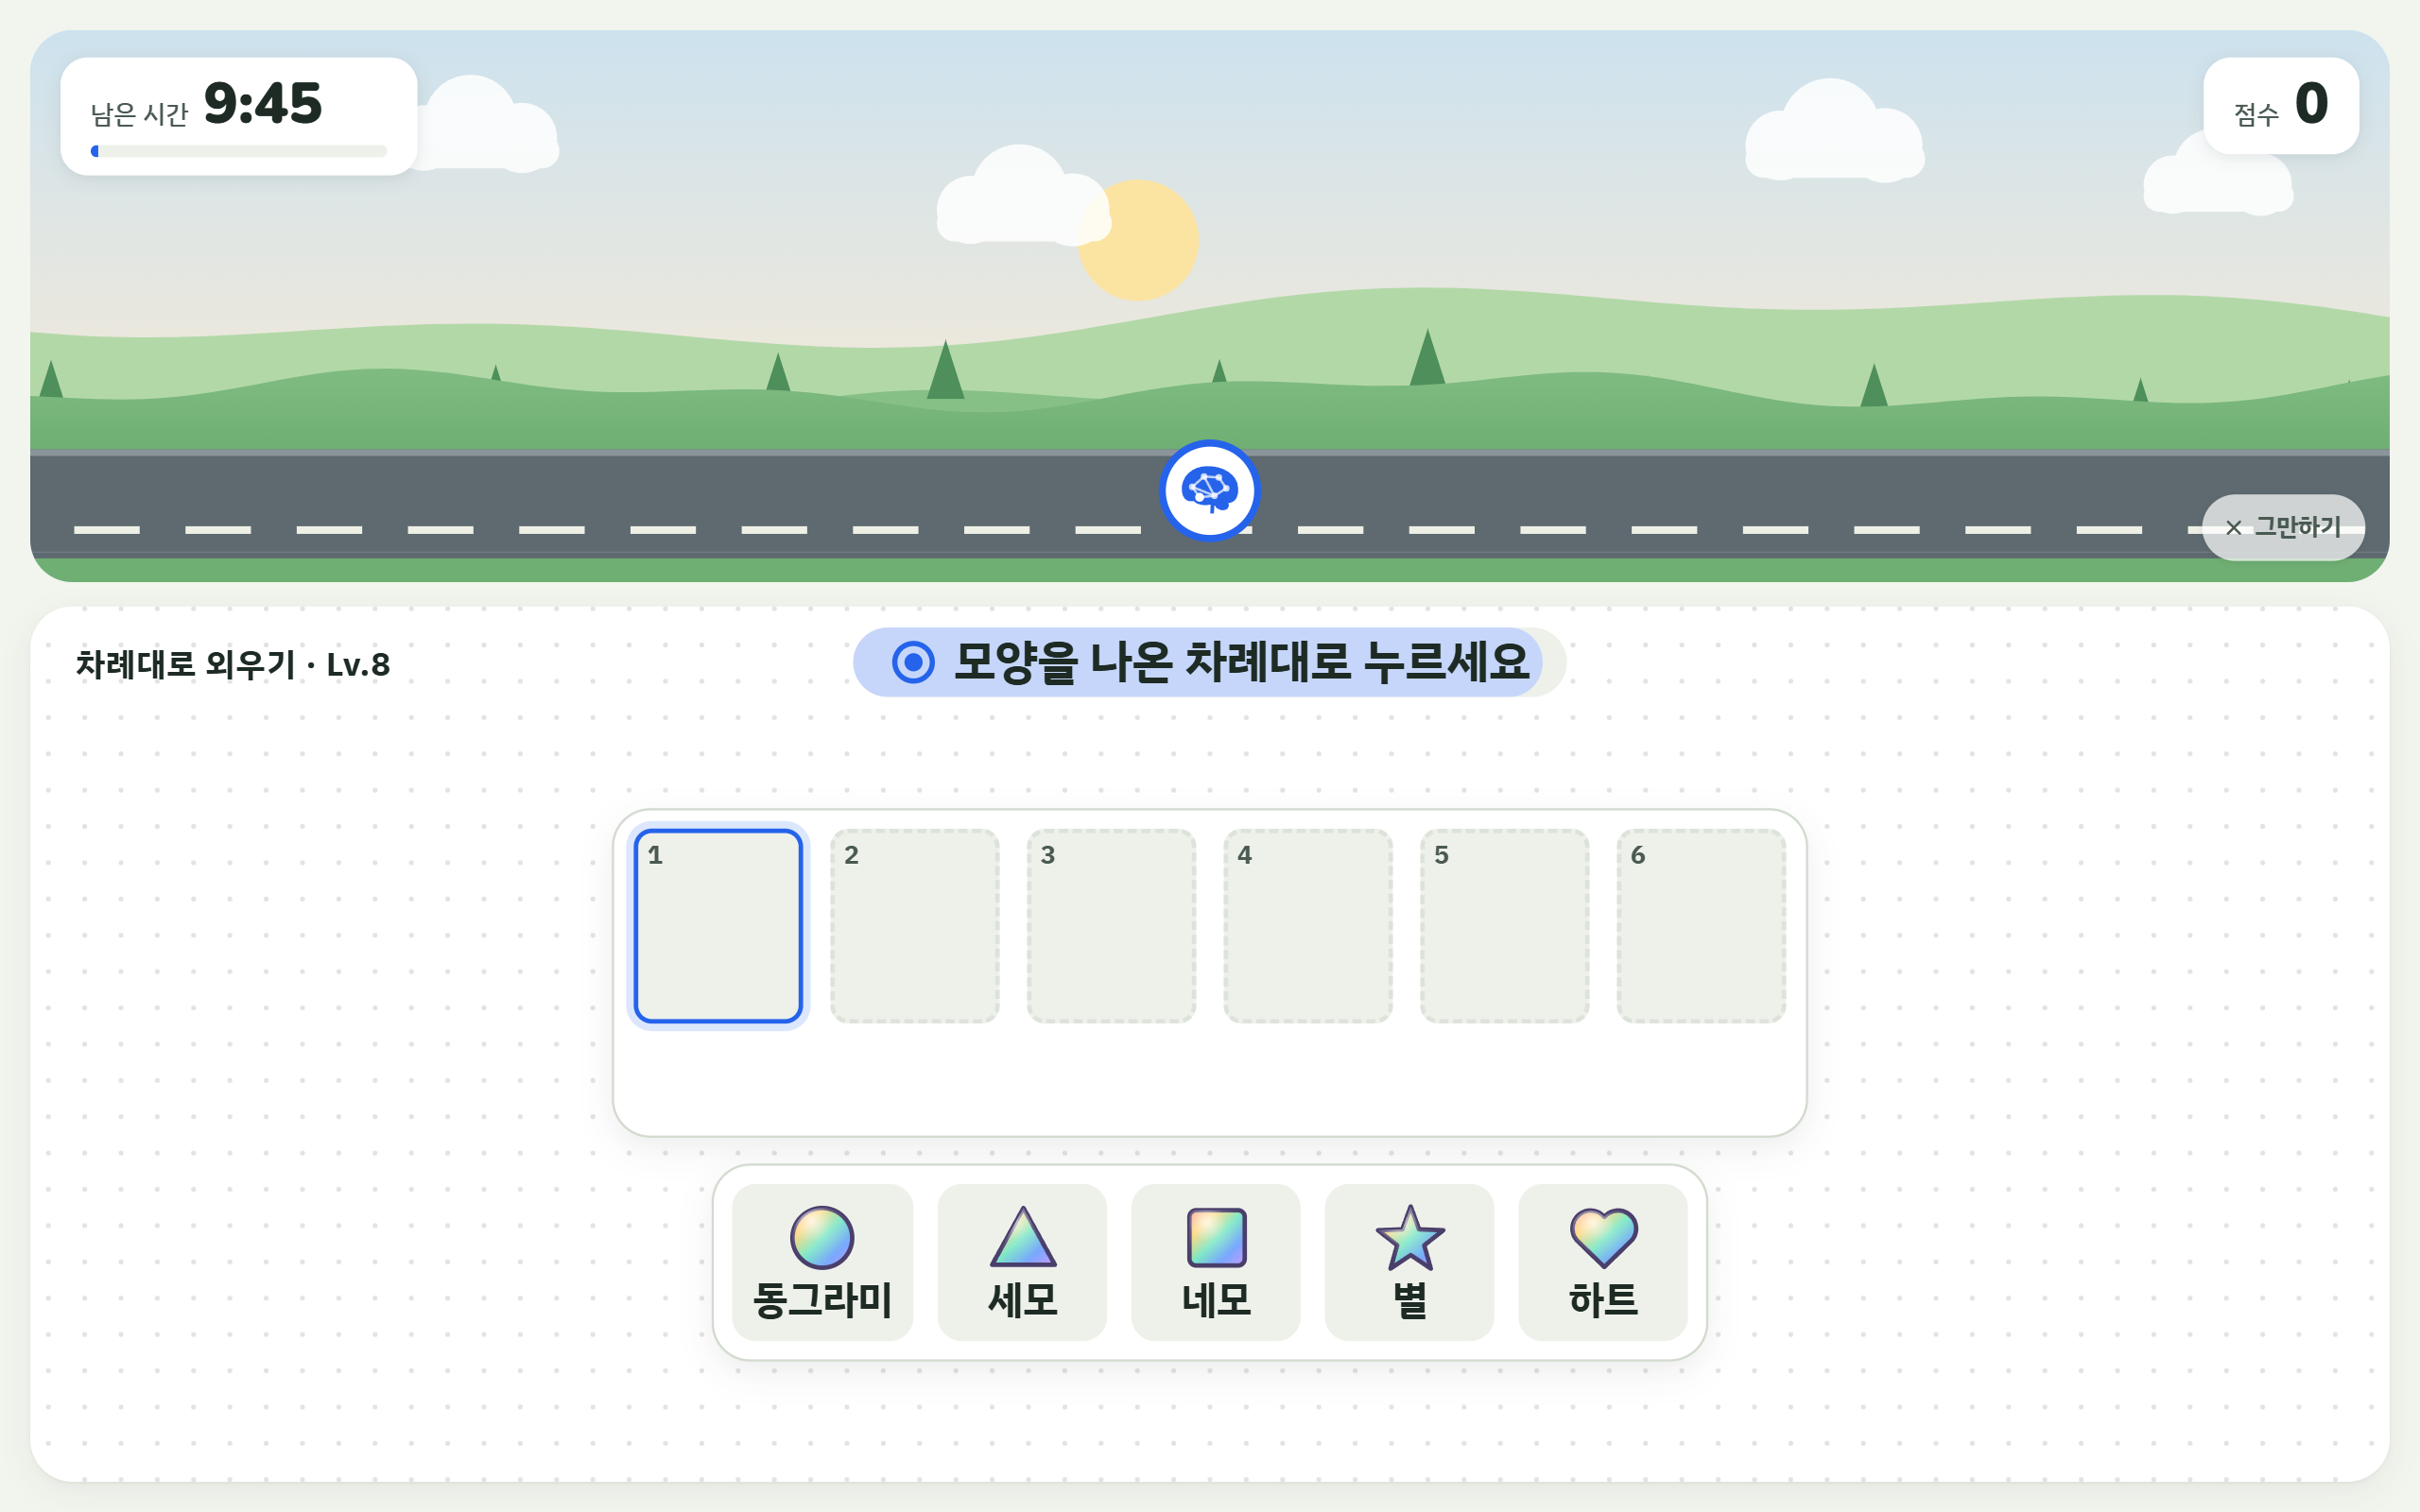 남은 시간 9:45
점수 0
× 그만하기
차례대로 외우기 · Lv.8
모양을 나온 차례대로 누르세요
1 2 3 4 5 6
동그라미 세모 네모 별 하트